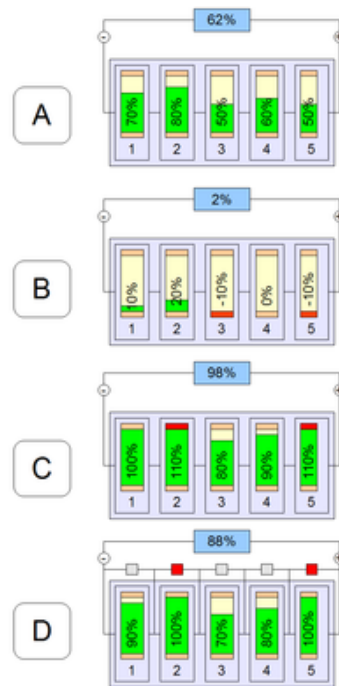 62%
A
70% 80% 50% 60% 50%
1 2 3 4 5
2%
B
10% 20% -10% 0% -10%
1 2 3 4 5
98%
C
100% 110% 80% 90% 110%
1 2 3 4 5
88%
D
90% 100% 70% 80% 100%
1 2 3 4 5